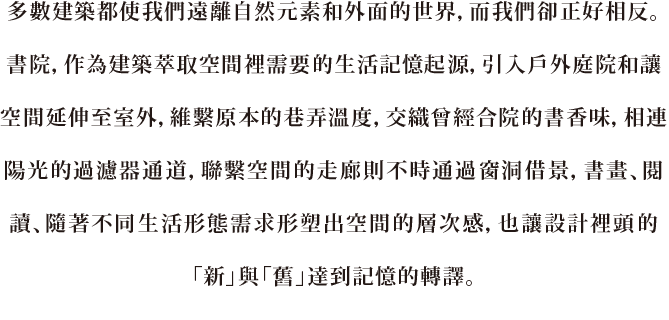 多數建築都使我們遠離自然元素和外面的世界，而我們卻正好相反。
書院，作為建築萃取空間裡需要的生活記憶起源，引入戶外庭院和讓
空間延伸至室外，維繫原本的巷弄溫度，交織曾經合院的書香味，相連
陽光的過濾器通道，聯繫空間的走廊則不時通過窗洞借景，書畫、閱
讀、隨著不同生活形態需求形塑出空間的層次感，也讓設計裡頭的
「新」與「舊」達到記憶的轉譯。